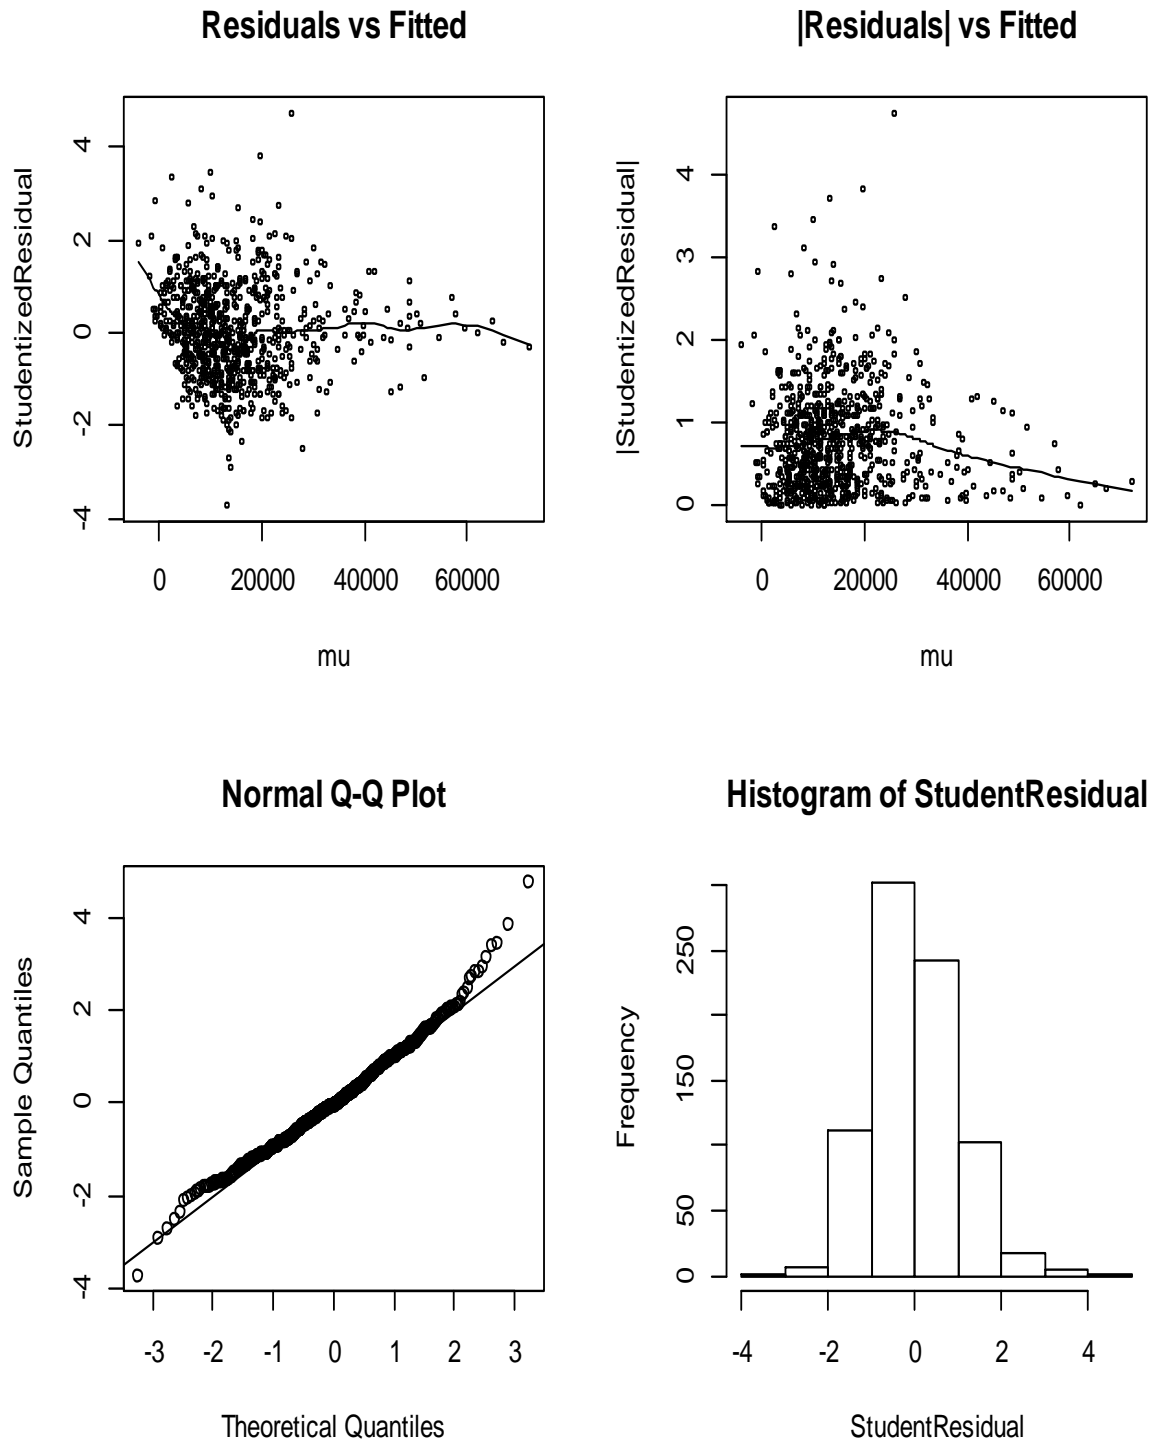 Residuals vs Fitted
StudentizedResidual
4
2
0
-2
-4
0 20000 40000 60000
mu
|Residuals| vs Fitted
|StudentizedResidual|
4
3
2
1
0
0 20000 40000 60000
mu
Normal Q-Q Plot
Sample Quantiles
4
2
0
-2
-4
-3 -2 -1 0 1 2 3
Theoretical Quantiles
Histogram of StudentResidual
Frequency
250
150
50
0
-4 -2 0 2 4
StudentResidual